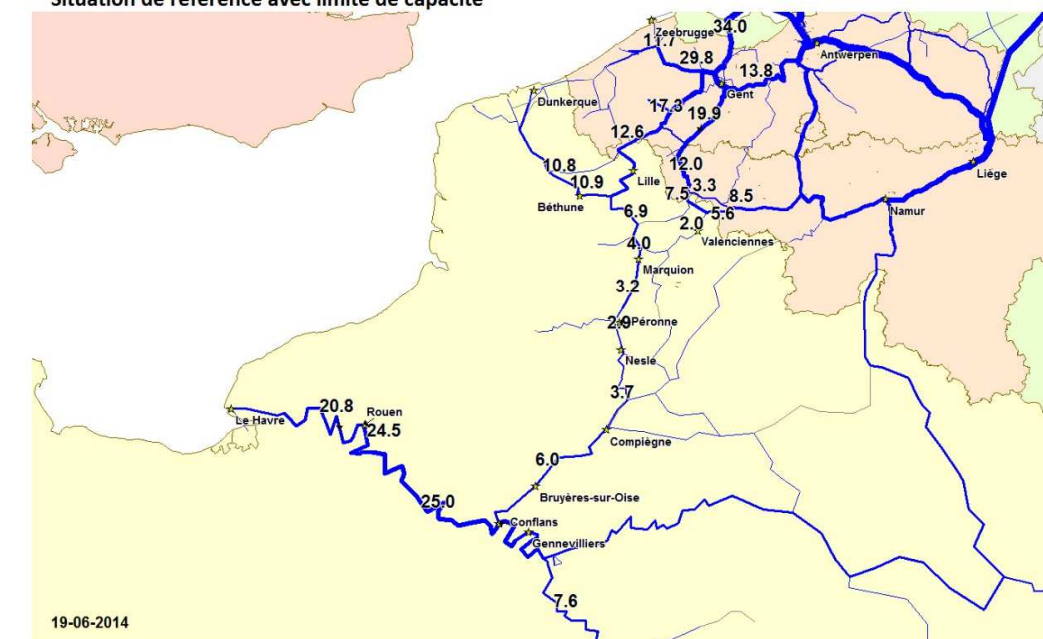 Situation de référence avec limite de capacité
34.0
Zeebrugge
11.7
Antwerpen
29.8
13.8
Gent
Dunkerque
17.3
19.9
12.6
12.0
10.8
Liège
Lille
10.9
3.3
7.5
8.5
Béthune
Namur
6.9
5.6
2.0
Valenciennes
4.0
Marquion
3.2
2.9
Péronne
Nesle
3.7
20.8
Rouen
Le Havre
24.5
Compiègne
6.0
Bruyères-sur-Oise
25.0
Conflans
Gennevilliers
7.6
19-06-2014